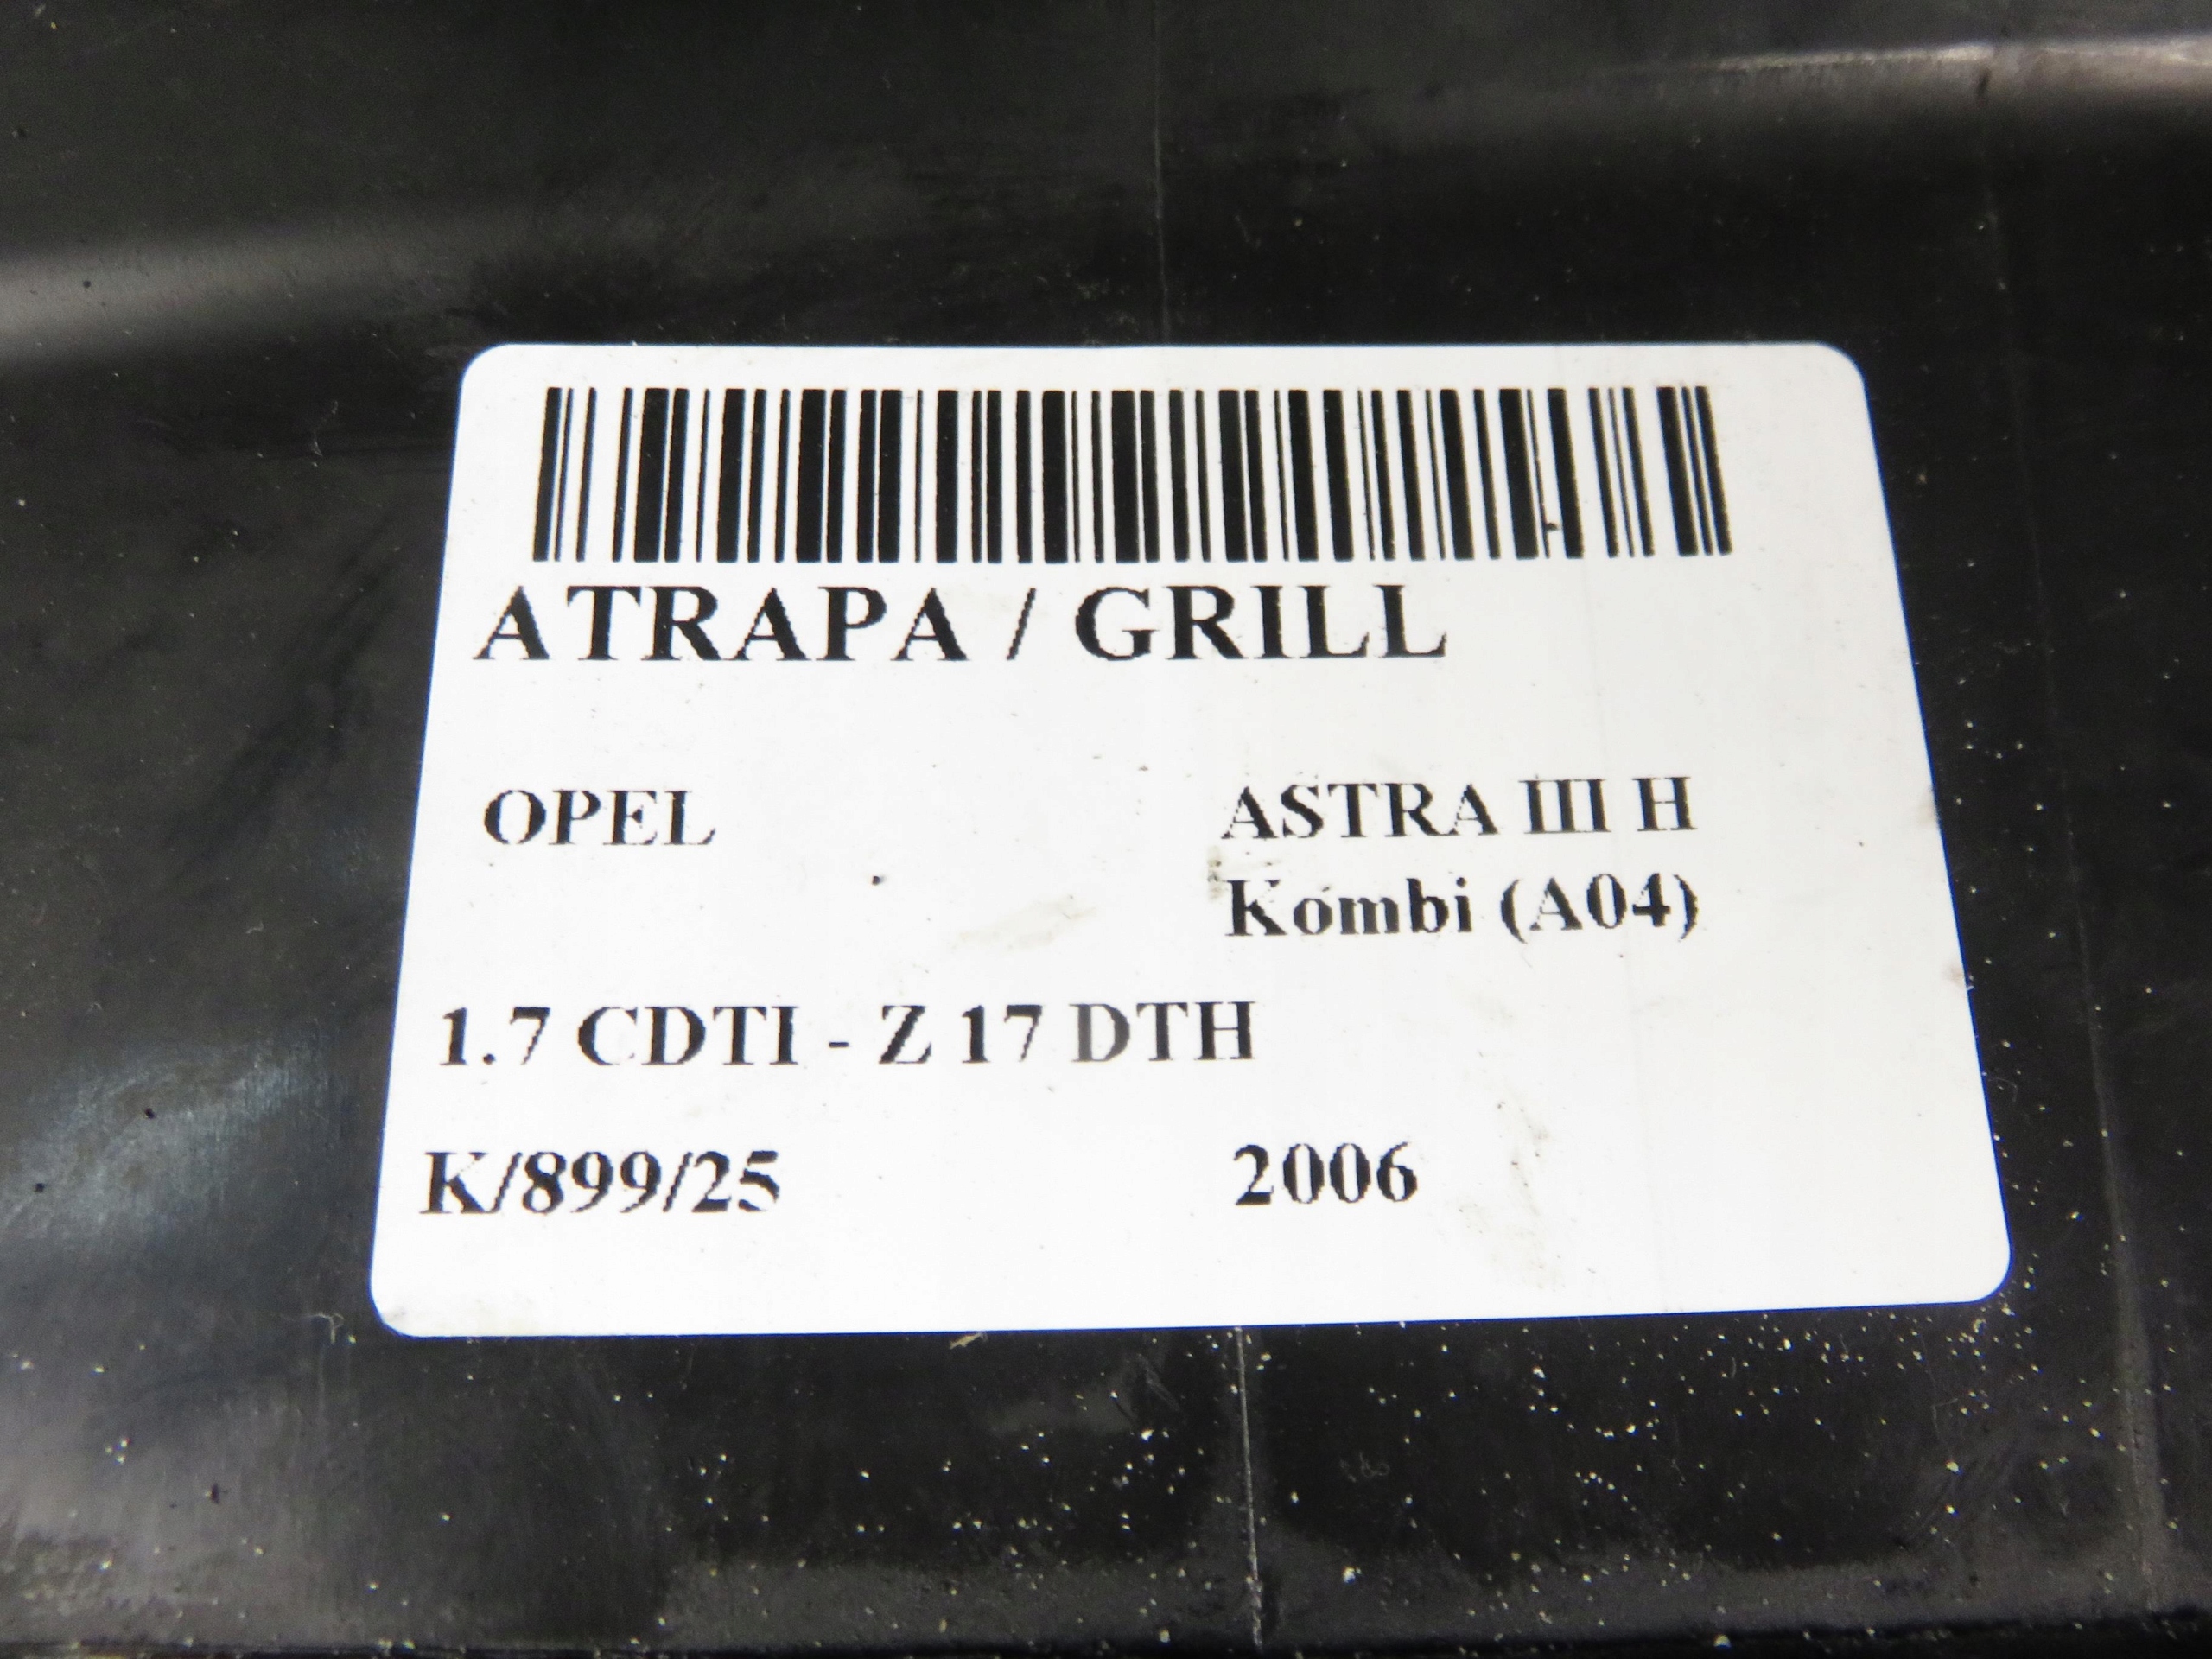 ATRAPA / GRILL
OPEL
ASTRA III H
Kombi (A04)
1.7 CDTI - Z 17 DTH
K/899/25
2006